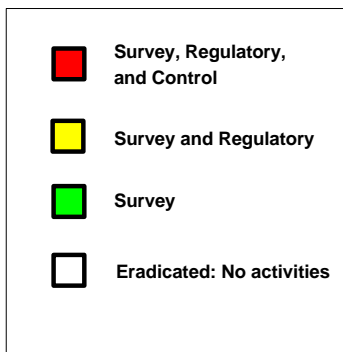 Survey, Regulatory,
and Control
Survey and Regulatory
Survey
Eradicated: No activities